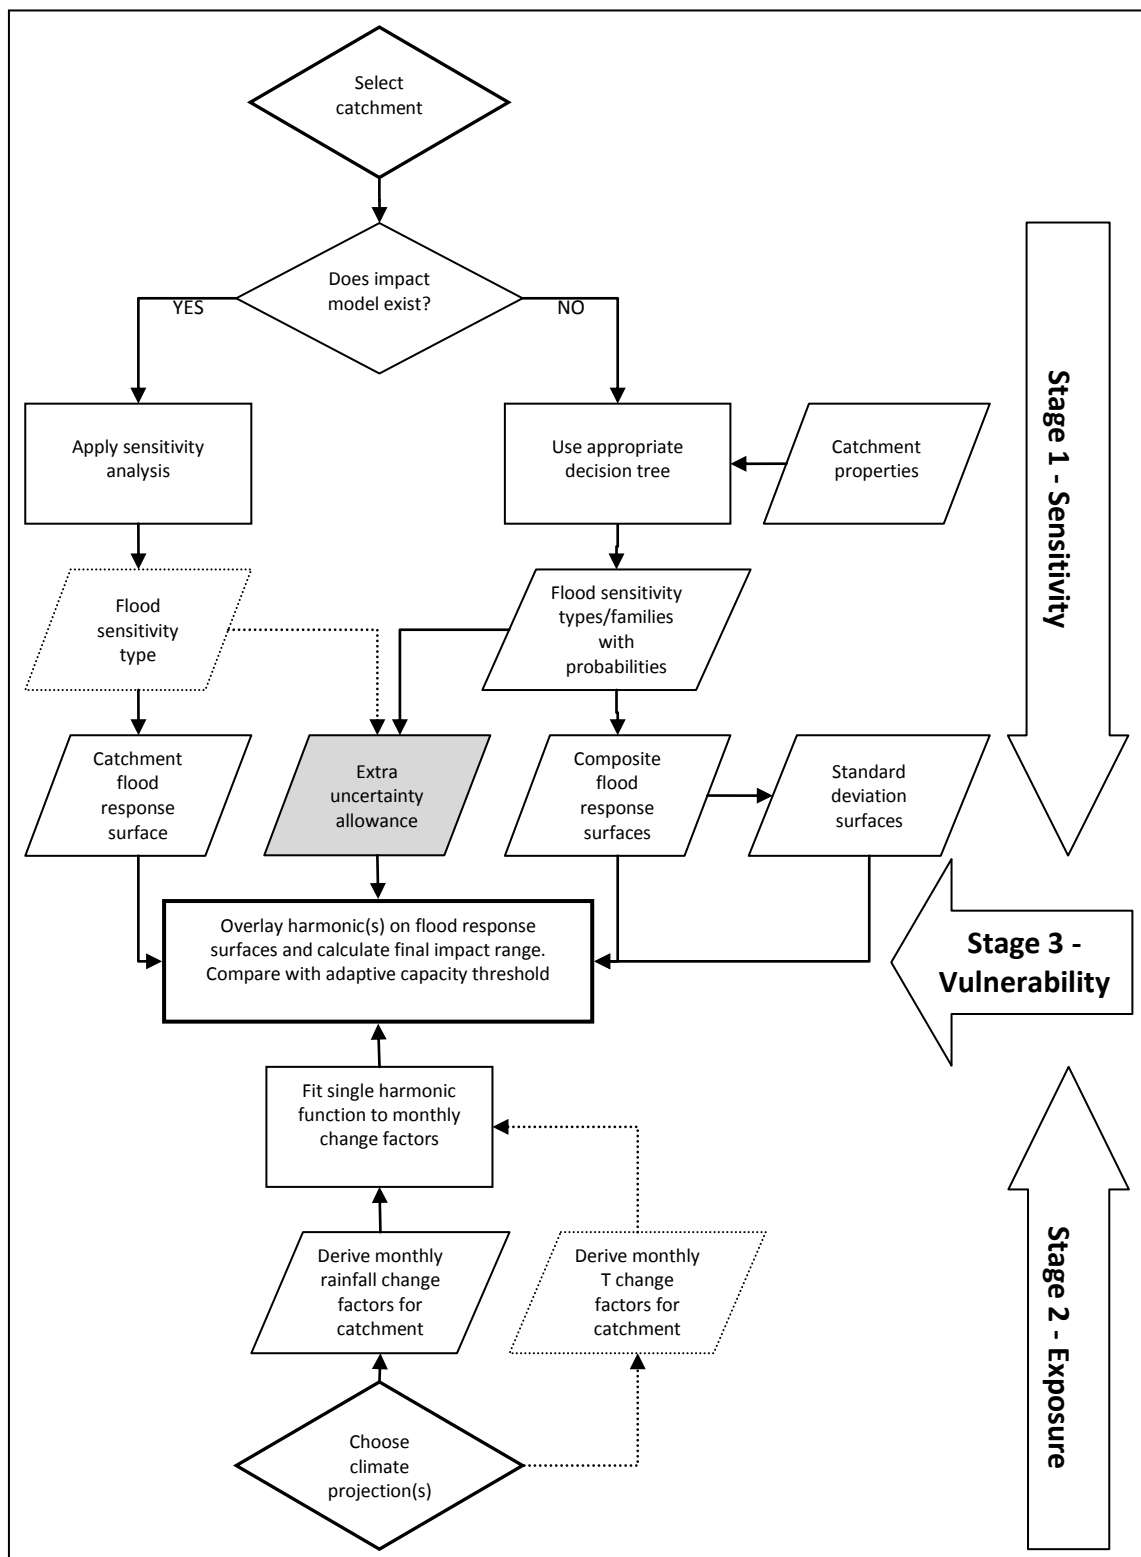 Select
catchment
Does impact
model exist?
YES
NO
Apply sensitivity
analysis
Use appropriate
decision tree
Catchment
properties
Flood
sensitivity
type
Flood sensitivity
types/families
with
probabilities
Catchment
flood
response
surface
Extra
uncertainty
allowance
Composite
flood
response
surfaces
Standard
deviation
surfaces
Stage 1 - Sensitivity
Overlay harmonic(s) on flood response
surfaces and calculate final impact range.
Compare with adaptive capacity threshold
Stage 3 -
Vulnerability
Fit single harmonic
function to monthly
change factors
Derive monthly
rainfall change
factors for
catchment
Derive monthly
T change
factors for
catchment
Choose
climate
projection(s)
Stage 2 - Exposure